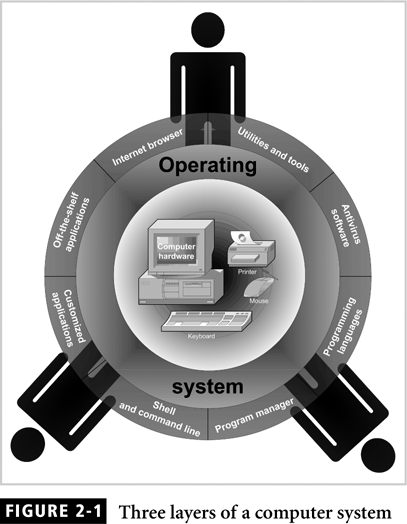 Internet browser
Utilities and tools
Off-the-shelf
applications
Operating
Antivirus
software
Computer
hardware
Printer
Mouse
Keyboard
Customized
applications
Programming
languages
system
Shell
and command line
Program manager
FIGURE 2-1 Three layers of a computer system